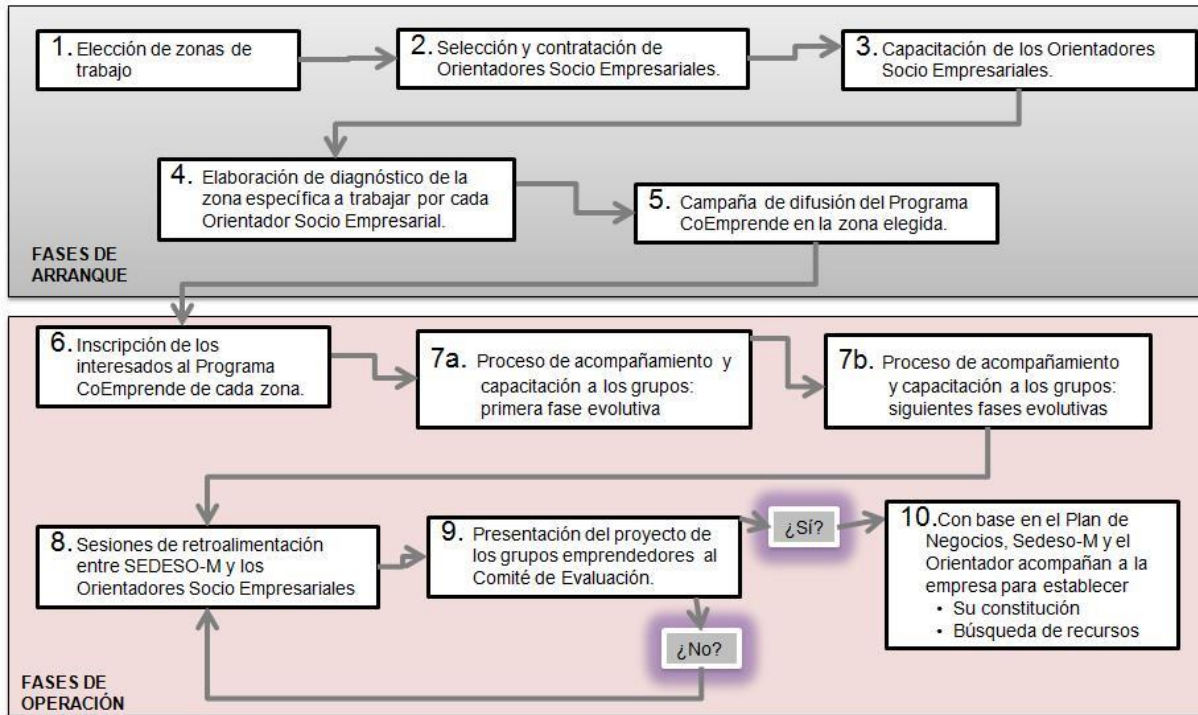 1. Elección de zonas de
trabajo
2. Selección y contratación de
Orientadores Socio Empresariales.
3. Capacitación de los Orientadores
Socio Empresariales.
4. Elaboración de diagnóstico de la
zona específica a trabajar por cada
Orientador Socio Empresarial.
5. Campaña de difusión del Programa
CoEmprende en la zona elegida.
FASES DE
ARRANQUE
6. Inscripción de los
interesados al Programa
CoEmprende de cada zona.
7a. Proceso de acompañamiento y
capacitación a los grupos:
primera fase evolutiva
7b. Proceso de acompañamiento
y capacitación a los grupos:
siguientes fases evolutivas
8. Sesiones de retroalimentación
entre SEDESO-M y los
Orientadores Socio Empresariales
9. Presentación del proyecto de
los grupos emprendedores al
Comité de Evaluación.
¿Sí?
10. Con base en el Plan de
Negocios, Sedeso-M y el
Orientador acompañan a la
empresa para establecer
• Su constitución
• Búsqueda de recursos
¿No?
FASES DE
OPERACIÓN